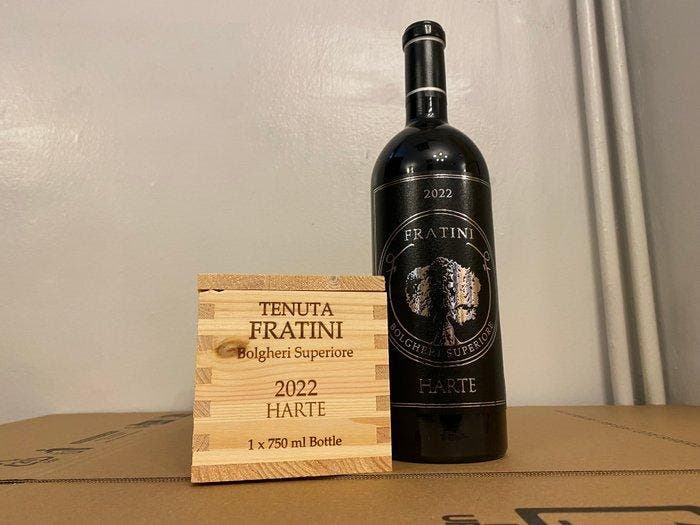 TENUTA
FRATINI
Bolgheri Superiore
2022
HARTE
1 x 750 ml Bottle
2022
FRATINI
BOLGHERI SUPERIORE
HARTE